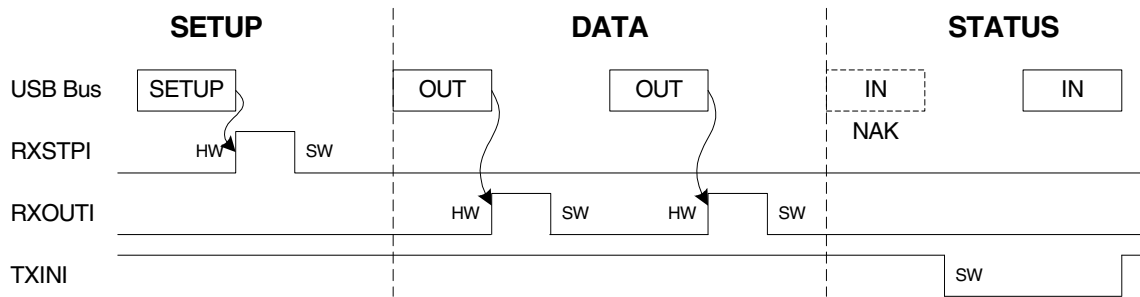 SETUP DATA STATUS
USB Bus SETUP OUT OUT IN IN
NAK
RXSTPI HW SW
RXOUTI HW SW HW SW
TXINI SW